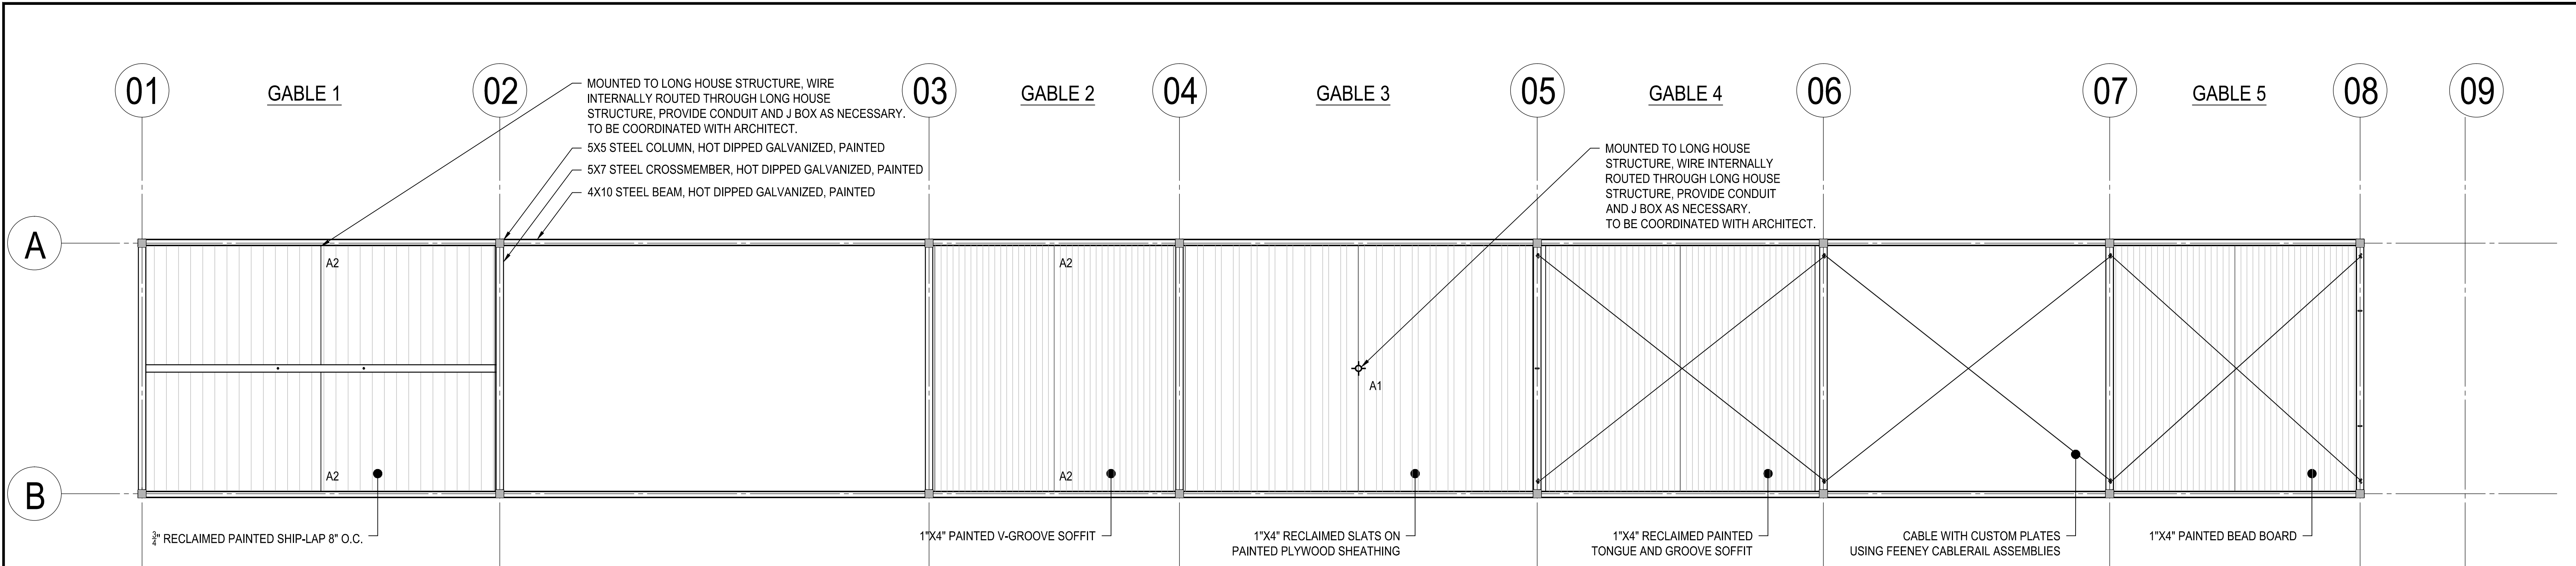 01
GABLE 1
02
MOUNTED TO LONG HOUSE STRUCTURE, WIRE
INTERNALLY ROUTED THROUGH LONG HOUSE
STRUCTURE, PROVIDE CONDUIT AND J BOX AS NECESSARY.
TO BE COORDINATED WITH ARCHITECT.
5X5 STEEL COLUMN, HOT DIPPED GALVANIZED, PAINTED
5X7 STEEL CROSSMEMBER, HOT DIPPED GALVANIZED, PAINTED
4X10 STEEL BEAM, HOT DIPPED GALVANIZED, PAINTED
03
GABLE 2
04
GABLE 3
05
GABLE 4
06
07
GABLE 5
08
09
MOUNTED TO LONG HOUSE
STRUCTURE, WIRE INTERNALLY
ROUTED THROUGH LONG HOUSE
STRUCTURE, PROVIDE CONDUIT
AND J BOX AS NECESSARY.
TO BE COORDINATED WITH ARCHITECT.
A
A2
A2
A1
B
A2
A2
¾" RECLAIMED PAINTED SHIP-LAP 8" O.C.
1"X4" PAINTED V-GROOVE SOFFIT
1"X4" RECLAIMED SLATS ON
PAINTED PLYWOOD SHEATHING
1"X4" RECLAIMED PAINTED
TONGUE AND GROOVE SOFFIT
CABLE WITH CUSTOM PLATES
USING FEENEY CABLERAIL ASSEMBLIES
1"X4" PAINTED BEAD BOARD